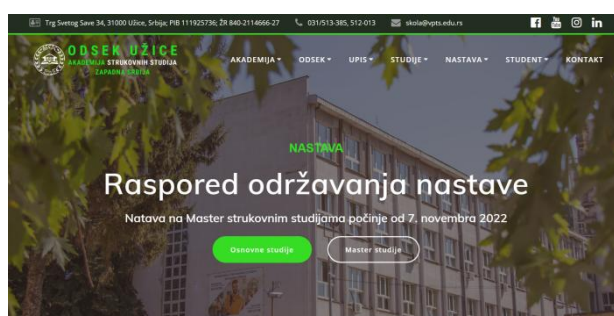 Trg Svetog Save 34, 31000 Užice, Srbija; PIB 111925736; ŽR 840-2114666-27 031/513-385, 512-013 skola@vpts.edu.rs
ODSEK UŽICE
AKADEMIJA STRUKOVNIH STUDIJA
ZAPADNA SRBIJA
AKADEMIJA ODSEK UPIS STUDIJE NASTAVA STUDENT KONTAKT
NASTAVA
Raspored održavanja nastave
Natava na Master strukovnim studijama počinje od 7. novembra 2022
Osnovne studije Master studije